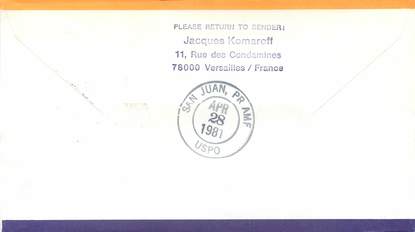 PLEASE RETURN TO SENDER:
Jacques Komaroff
11, Rue des Condamines
78000 Versailles / France
SAN JUAN, PR AMF
APR
28
1981
USPO